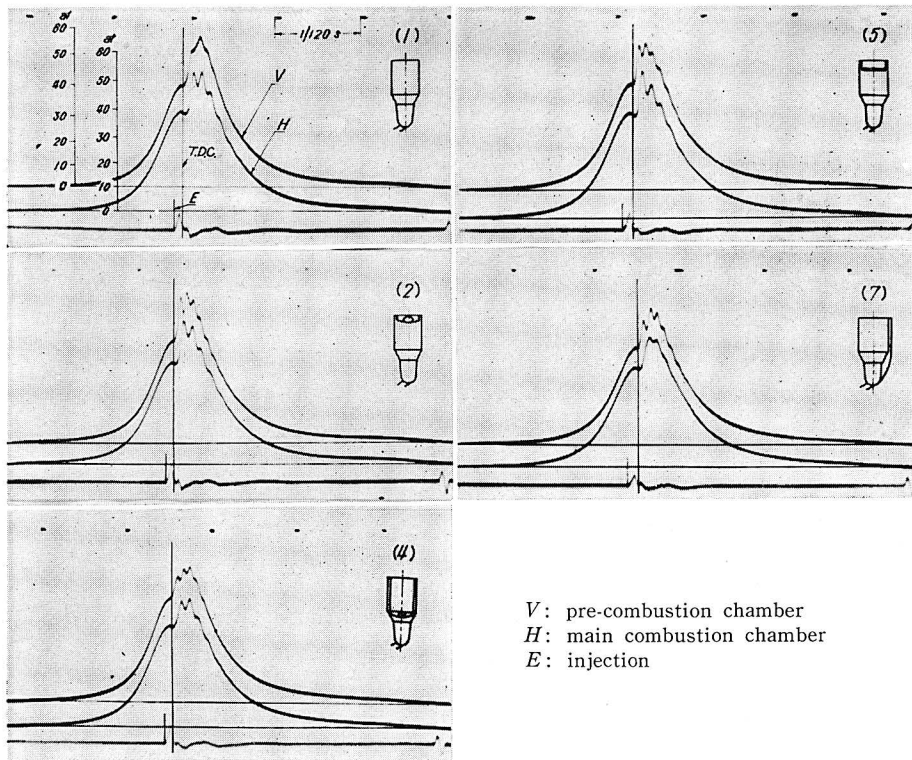 at
60
50
40
30
20
10
0
at
60
50
40
30
20
10
0
1/120 s
(1)
V
H
T.D.C.
E
(5)
(2)
(7)
(4)
V: pre-combustion chamber
H: main combustion chamber
E: injection